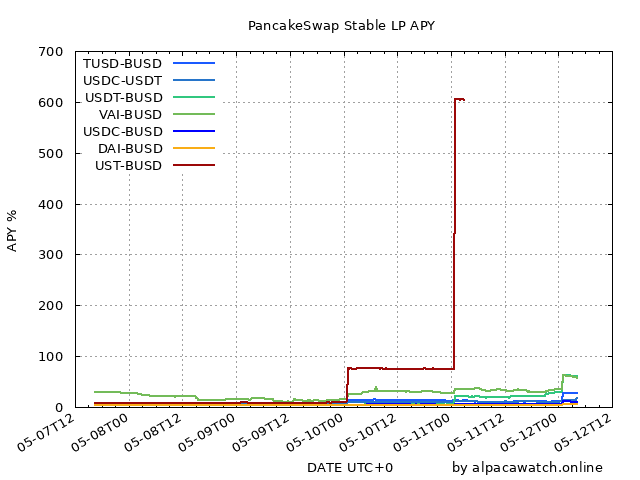 PancakeSwap Stable LP APY
700
600
500
400
300
200
100
0
APY %
TUSD-BUSD
USDC-USDT
USDT-BUSD
VAI-BUSD
USDC-BUSD
DAI-BUSD
UST-BUSD
05-07T12
05-08T00
05-08T12
05-09T00
05-09T12
05-10T00
05-10T12
05-11T00
05-11T12
05-12T00
05-12T12
DATE UTC+0
by alpacawatch.online